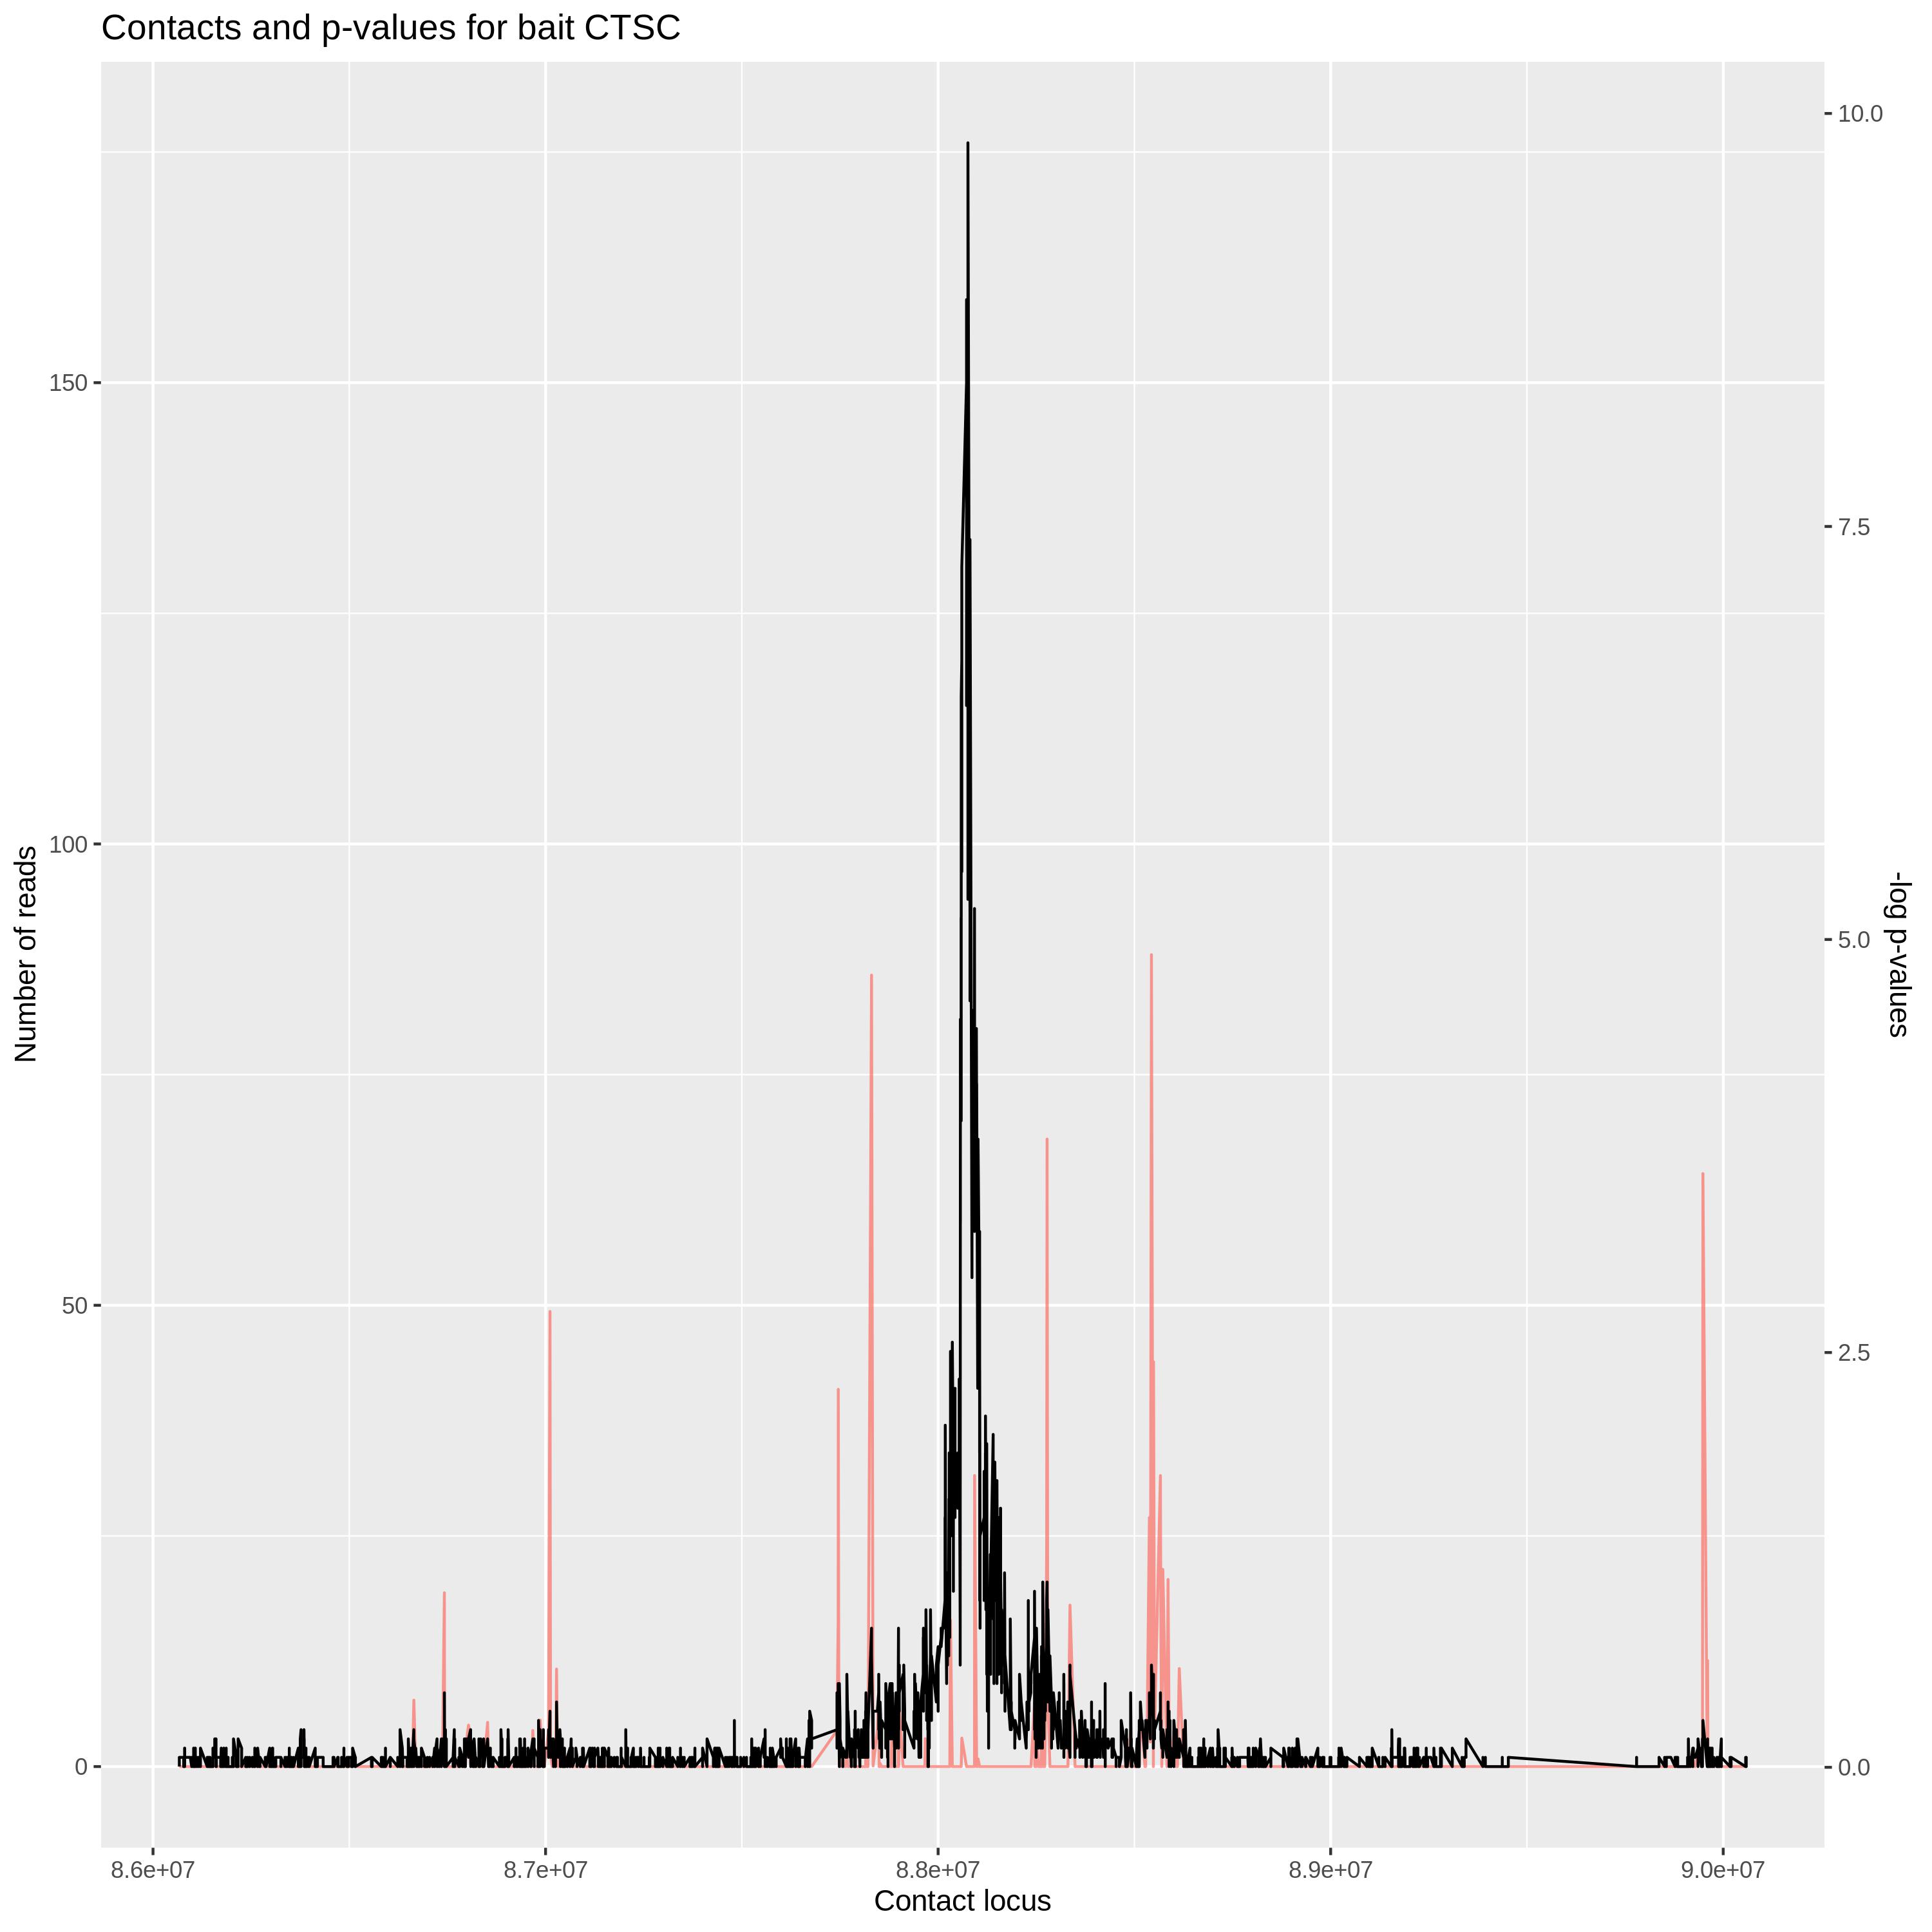 Contacts and p-values for bait CTSC
Number of reads
150
100
50
0
10.0
7.5
5.0
2.5
0.0
-log p-values
8.6e+07
8.7e+07
8.8e+07
8.9e+07
9.0e+07
Contact locus